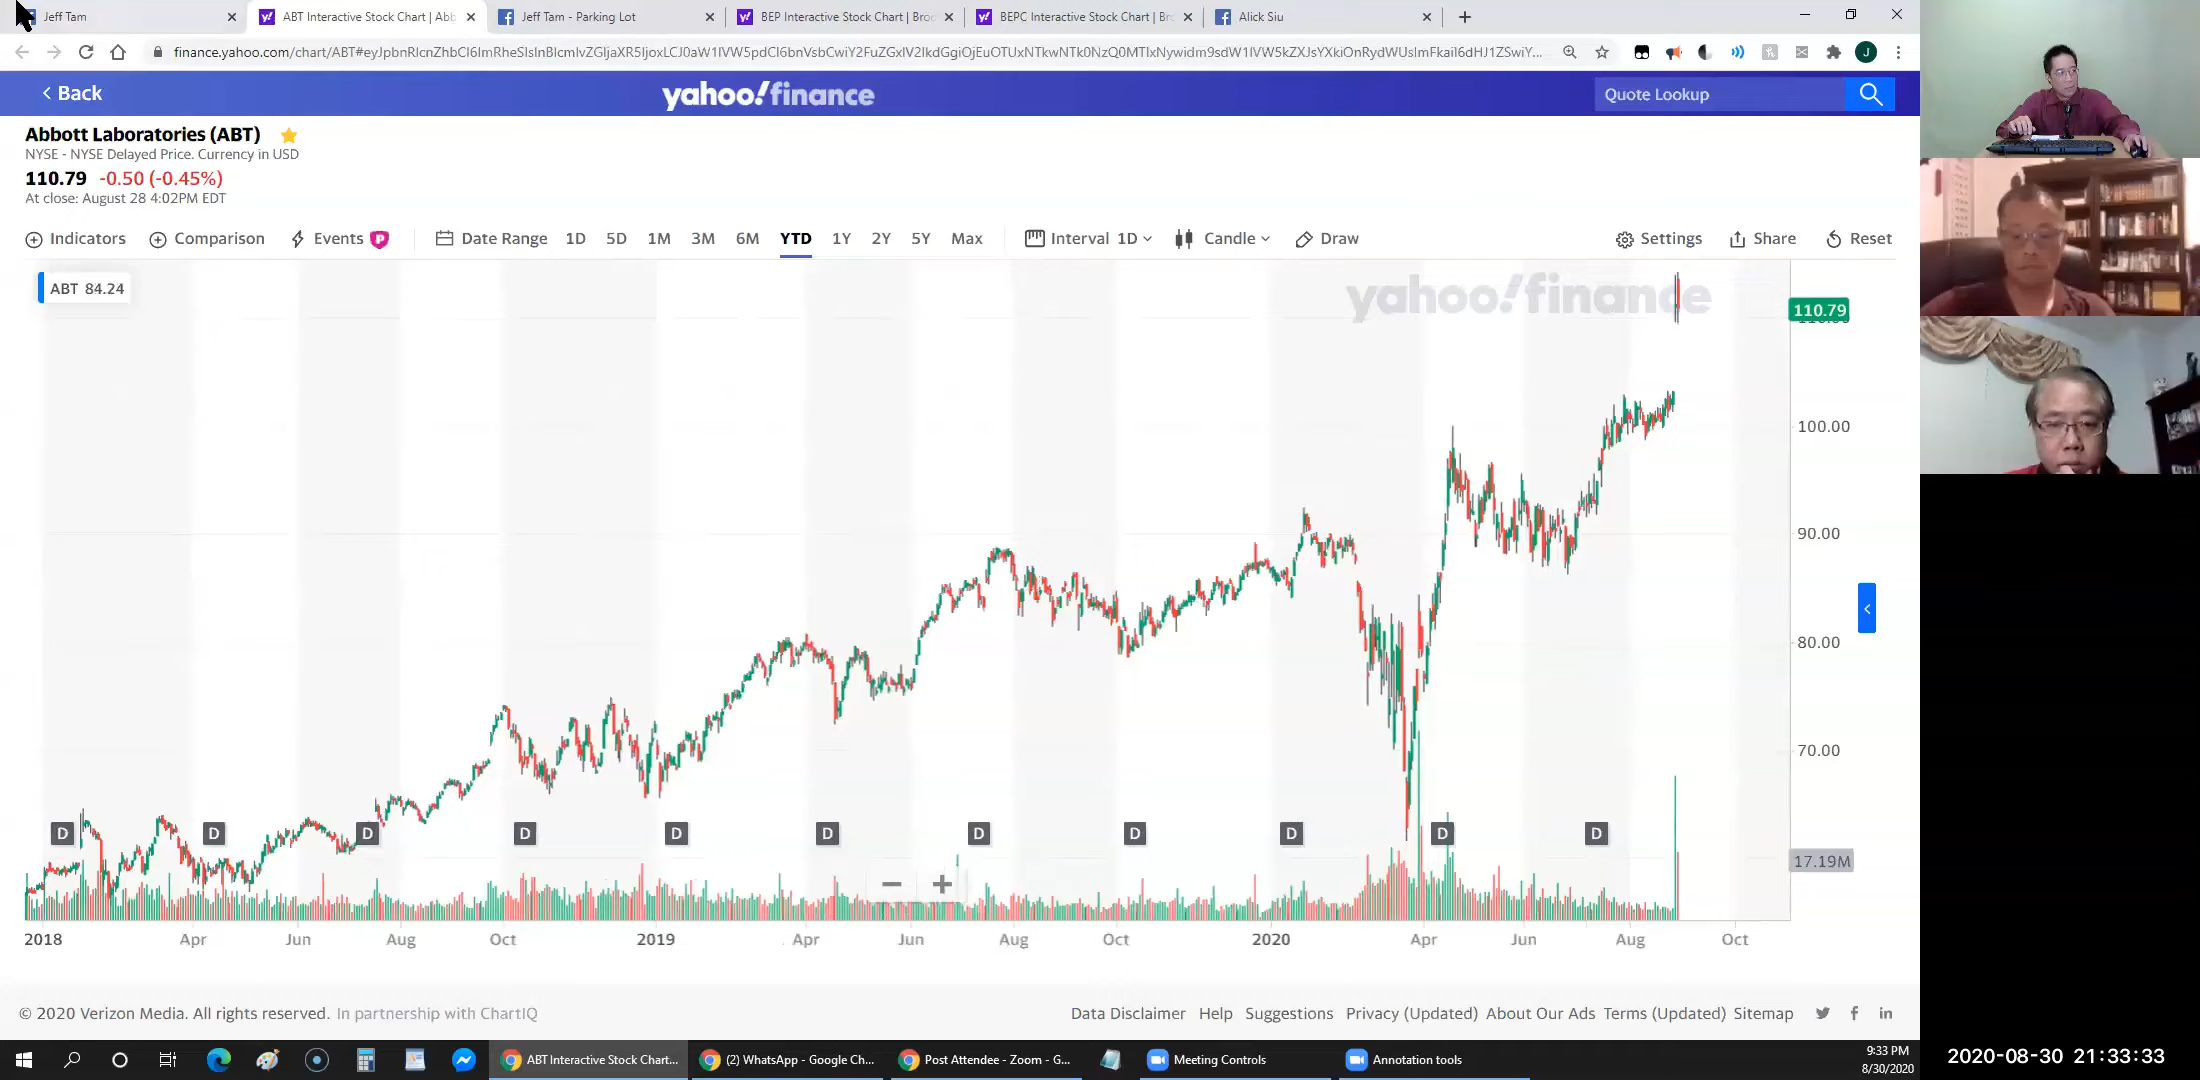 Jeff Tam
ABT Interactive Stock Chart | Abb
Jeff Tam - Parking Lot
BEP Interactive Stock Chart | Broo
BEPC Interactive Stock Chart | Bro
Alick Siu
J
Back
yahoo!finance
Quote Lookup
Abbott Laboratories (ABT)
NYSE - NYSE Delayed Price. Currency in USD
110.79 -0.50 (-0.45%)
At close: August 28 4:02PM EDT
Indicators Comparison Events P Date Range 1D 5D 1M 3M 6M YTD 1Y 2Y 5Y Max Interval 1D Candle Draw Settings Share Reset
ABT 84.24
yahoo!finance
110.79
100.00
90.00
80.00
70.00
D D D D D D D D D D D
17.19M
2018 Apr Jun Aug Oct 2019 Apr Jun Aug Oct 2020 Apr Jun Aug Oct
© 2020 Verizon Media. All rights reserved. In partnership with ChartIQ
Data Disclaimer Help Suggestions Privacy (Updated) About Our Ads Terms (Updated) Sitemap
ABT Interactive Stock Chart... (2) WhatsApp - Google Ch... Post Attendee - Zoom - G... Meeting Controls Annotation tools
9:33 PM
8/30/2020
2020-08-30 21:33:33